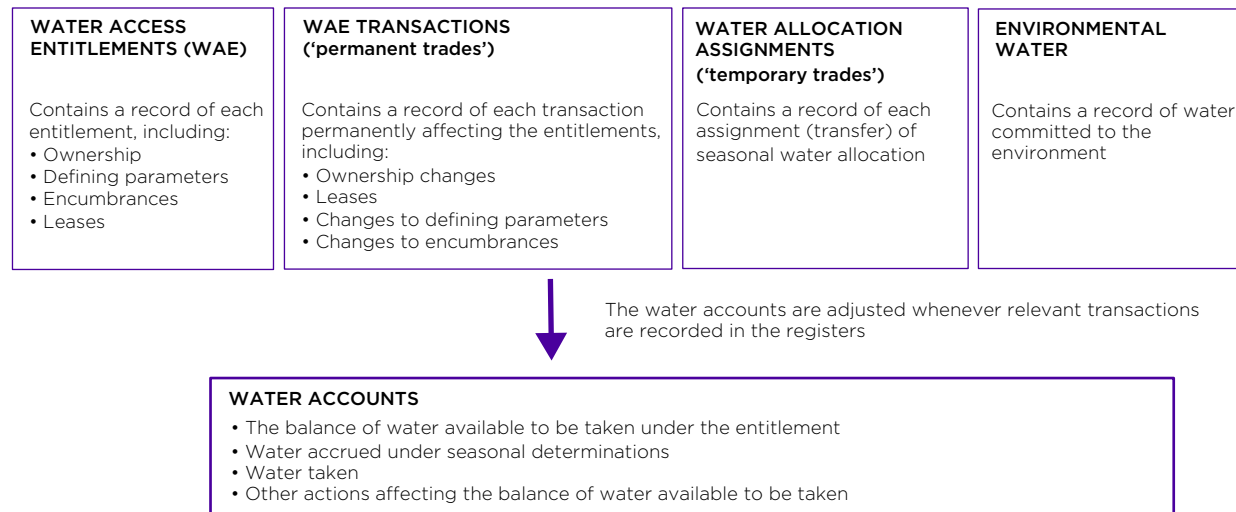 WATER ACCESS
ENTITLEMENTS (WAE)
Contains a record of each
entitlement, including:
• Ownership
• Defining parameters
• Encumbrances
• Leases
WAE TRANSACTIONS
(‘permanent trades’)
Contains a record of each transaction
permanently affecting the entitlements,
including:
• Ownership changes
• Leases
• Changes to defining parameters
• Changes to encumbrances
WATER ALLOCATION
ASSIGNMENTS
(‘temporary trades’)
Contains a record of each
assignment (transfer) of
seasonal water allocation
ENVIRONMENTAL
WATER
Contains a record of water
committed to the
environment
The water accounts are adjusted whenever relevant transactions
are recorded in the registers
WATER ACCOUNTS
• The balance of water available to be taken under the entitlement
• Water accrued under seasonal determinations
• Water taken
• Other actions affecting the balance of water available to be taken